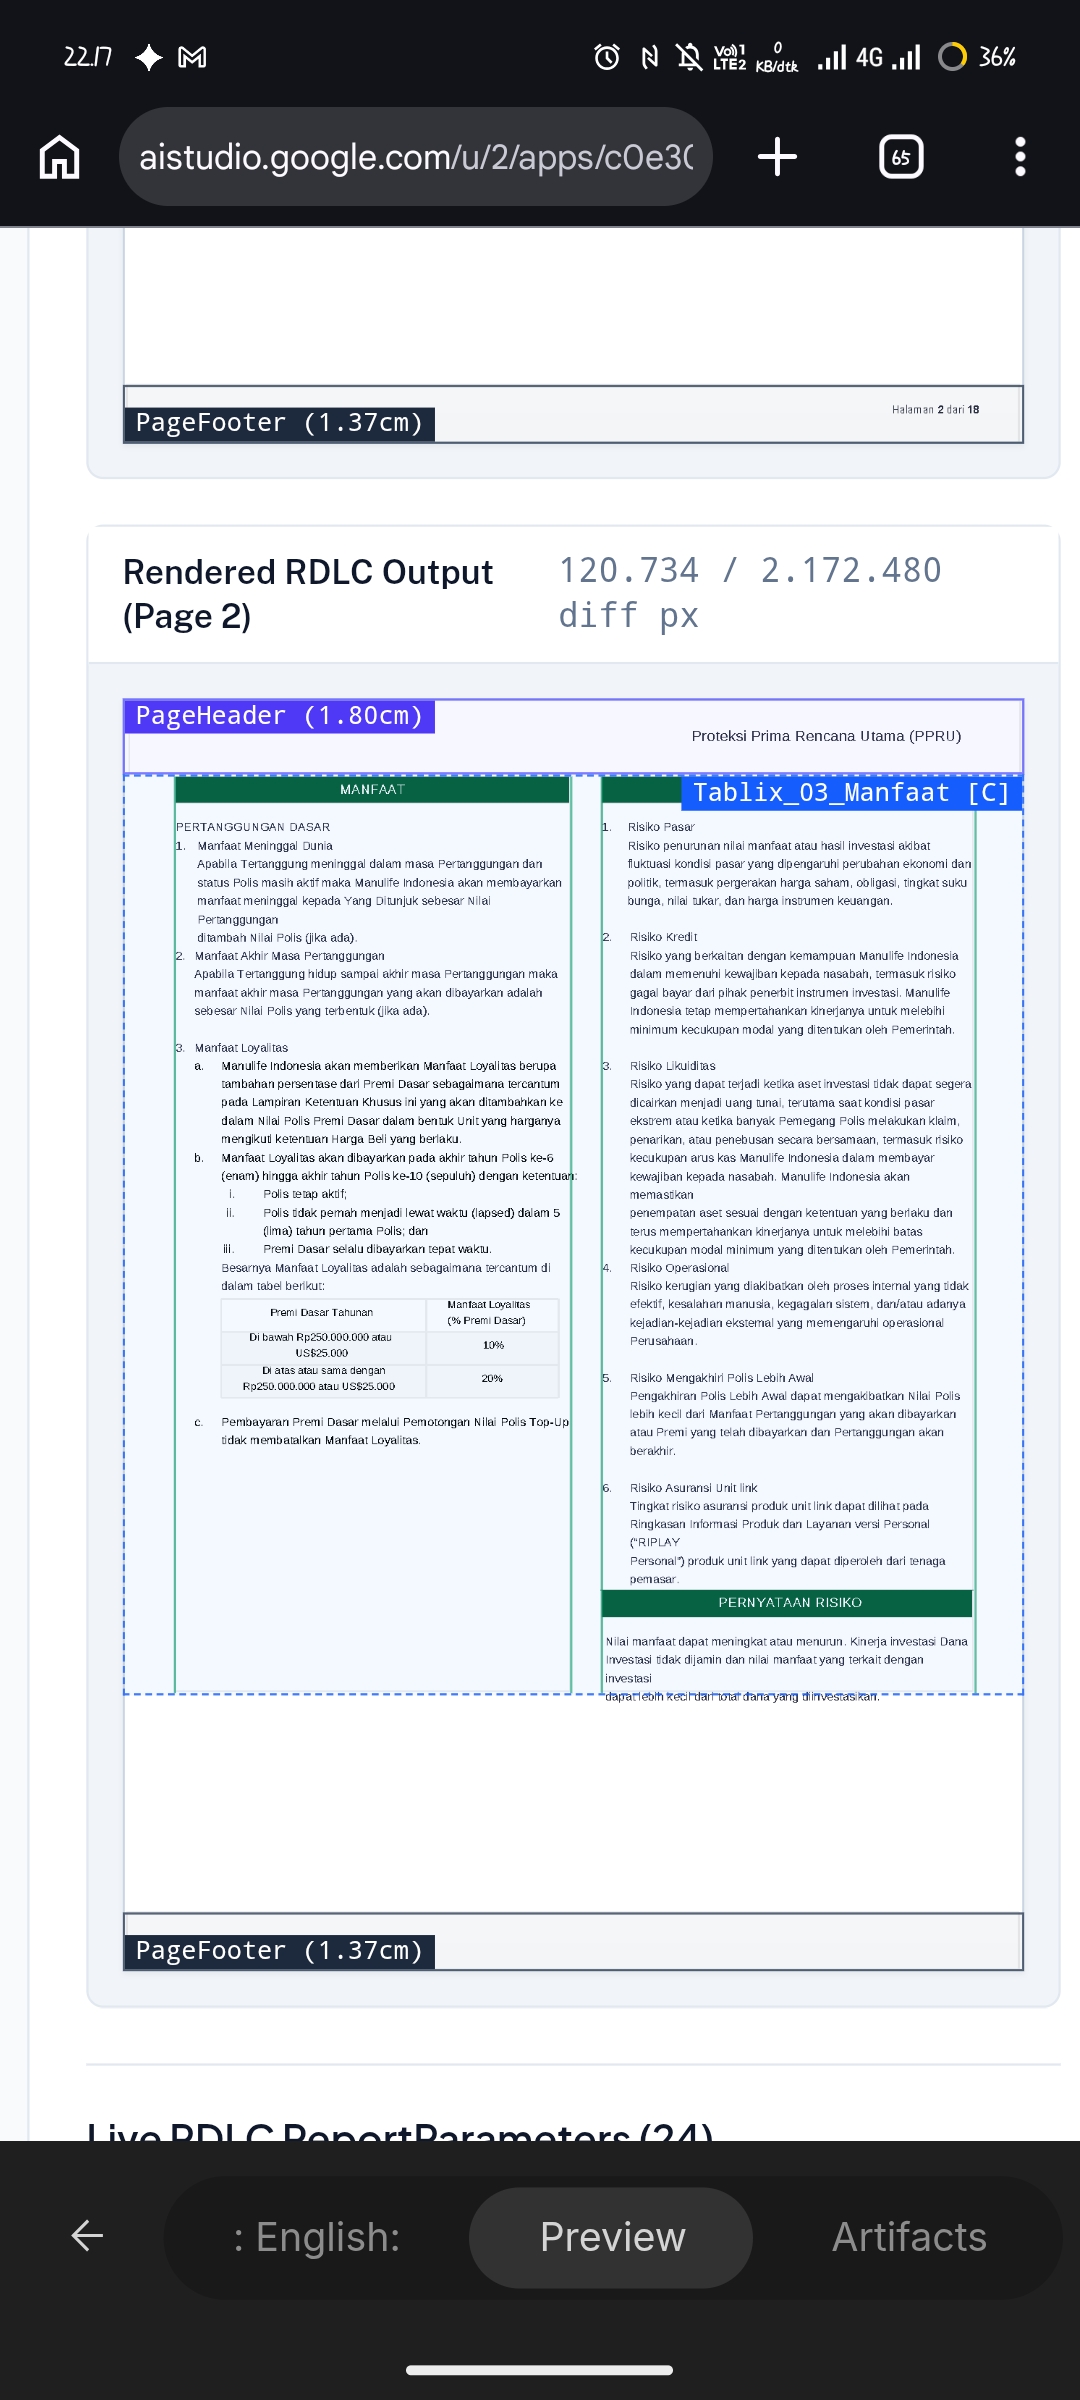 22.17
Vo))1
LTE2
0
KB/dtk
4G
36%
aistudio.google.com/u/2/apps/c0e3
65
Halaman 2 dari 18
PageFooter (1.37cm)
Rendered RDLC Output
(Page 2)
120.734 / 2.172.480
diff px
PageHeader (1.80cm)
Proteksi Prima Rencana Utama (PPRU)
Tablix_03_Manfaat [C]
MANFAAT
PERTANGGUNGAN DASAR
1. Manfaat Meninggal Dunia
Apabila Tertanggung meninggal dalam masa Pertanggungan dan
status Polis masih aktif maka Manulife Indonesia akan membayarkan
manfaat meninggal kepada Yang Ditunjuk sebesar Nilai
Pertanggungan
ditambah Nilai Polis (jika ada).
2. Manfaat Akhir Masa Pertanggungan
Apabila Tertanggung hidup sampai akhir masa Pertanggungan maka
manfaat akhir masa Pertanggungan yang akan dibayarkan adalah
sebesar Nilai Polis yang terbentuk (jika ada).
3. Manfaat Loyalitas
a. Manulife Indonesia akan memberikan Manfaat Loyalitas berupa
tambahan persentase dari Premi Dasar sebagaimana tercantum
pada Lampiran Ketentuan Khusus ini yang akan ditambahkan ke
dalam Nilai Polis Premi Dasar dalam bentuk Unit yang harganya
mengikuti ketentuan Harga Beli yang berlaku.
b. Manfaat Loyalitas akan dibayarkan pada akhir tahun Polis ke-6
(enam) hingga akhir tahun Polis ke-10 (sepuluh) dengan ketentuan:
i. Polis tetap aktif;
ii. Polis tidak pernah menjadi lewat waktu (lapsed) dalam 5
(lima) tahun pertama Polis; dan
iii. Premi Dasar selalu dibayarkan tepat waktu.
Besarnya Manfaat Loyalitas adalah sebagaimana tercantum di
dalam tabel berikut:
Premi Dasar Tahunan
Manfaat Loyalitas
(% Premi Dasar)
Di bawah Rp250.000.000 atau
US$25.000
10%
Di atas atau sama dengan
Rp250.000.000 atau US$25.000
20%
c. Pembayaran Premi Dasar melalui Pemotongan Nilai Polis Top-Up
tidak membatalkan Manfaat Loyalitas.
1. Risiko Pasar
Risiko penurunan nilai manfaat atau hasil investasi akibat
fluktuasi kondisi pasar yang dipengaruhi perubahan ekonomi dan
politik, termasuk pergerakan harga saham, obligasi, tingkat suku
bunga, nilai tukar, dan harga instrumen keuangan.
2. Risiko Kredit
Risiko yang berkaitan dengan kemampuan Manulife Indonesia
dalam memenuhi kewajiban kepada nasabah, termasuk risiko
gagal bayar dari pihak penerbit instrumen investasi. Manulife
Indonesia tetap mempertahankan kinerjanya untuk melebihi
minimum kecukupan modal yang ditentukan oleh Pemerintah.
3. Risiko Likuiditas
Risiko yang dapat terjadi ketika aset investasi tidak dapat segera
dicairkan menjadi uang tunai, terutama saat kondisi pasar
ekstrem atau ketika banyak Pemegang Polis melakukan klaim,
penarikan, atau penebusan secara bersamaan, termasuk risiko
kecukupan arus kas Manulife Indonesia dalam membayar
kewajiban kepada nasabah. Manulife Indonesia akan
memastikan
penempatan aset sesuai dengan ketentuan yang berlaku dan
terus mempertahankan kinerjanya untuk melebihi batas
kecukupan modal minimum yang ditentukan oleh Pemerintah.
4. Risiko Operasional
Risiko kerugian yang diakibatkan oleh proses internal yang tidak
efektif, kesalahan manusia, kegagalan sistem, dan/atau adanya
kejadian-kejadian eksternal yang memengaruhi operasional
Perusahaan.
5. Risiko Mengakhiri Polis Lebih Awal
Pengakhiran Polis Lebih Awal dapat mengakibatkan Nilai Polis
lebih kecil dari Manfaat Pertanggungan yang akan dibayarkan
atau Premi yang telah dibayarkan dan Pertanggungan akan
berakhir.
6. Risiko Asuransi Unit link
Tingkat risiko asuransi produk unit link dapat dilihat pada
Ringkasan Informasi Produk dan Layanan versi Personal
("RIPLAY
Personal") produk unit link yang dapat diperoleh dari tenaga
pemasar.
PERNYATAAN RISIKO
Nilai manfaat dapat meningkat atau menurun. Kinerja investasi Dana
Investasi tidak dijamin dan nilai manfaat yang terkait dengan
investasi
dapat lebih kecil dari total dana yang diinvestasikan.
PageFooter (1.37cm)
Live RDLC ReportParameters (24)
: English:
Preview
Artifacts